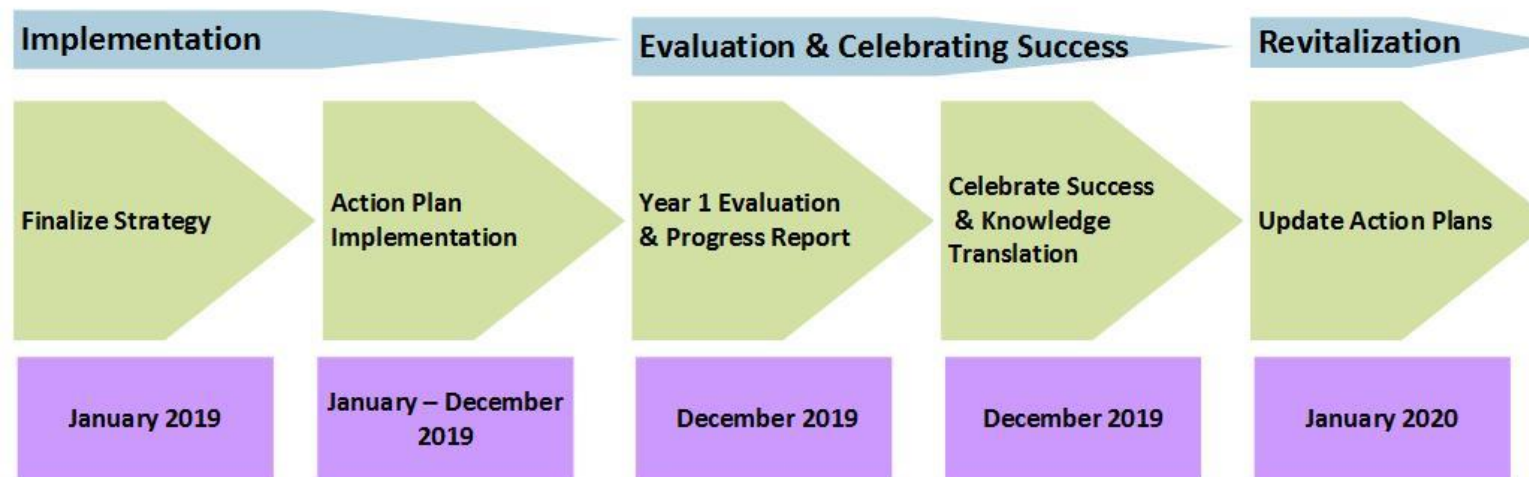 Implementation
Evaluation & Celebrating Success
Revitalization
Finalize Strategy
Action Plan
Implementation
Year 1 Evaluation
& Progress Report
Celebrate Success
& Knowledge
Translation
Update Action Plans
January 2019
January – December
2019
December 2019
December 2019
January 2020